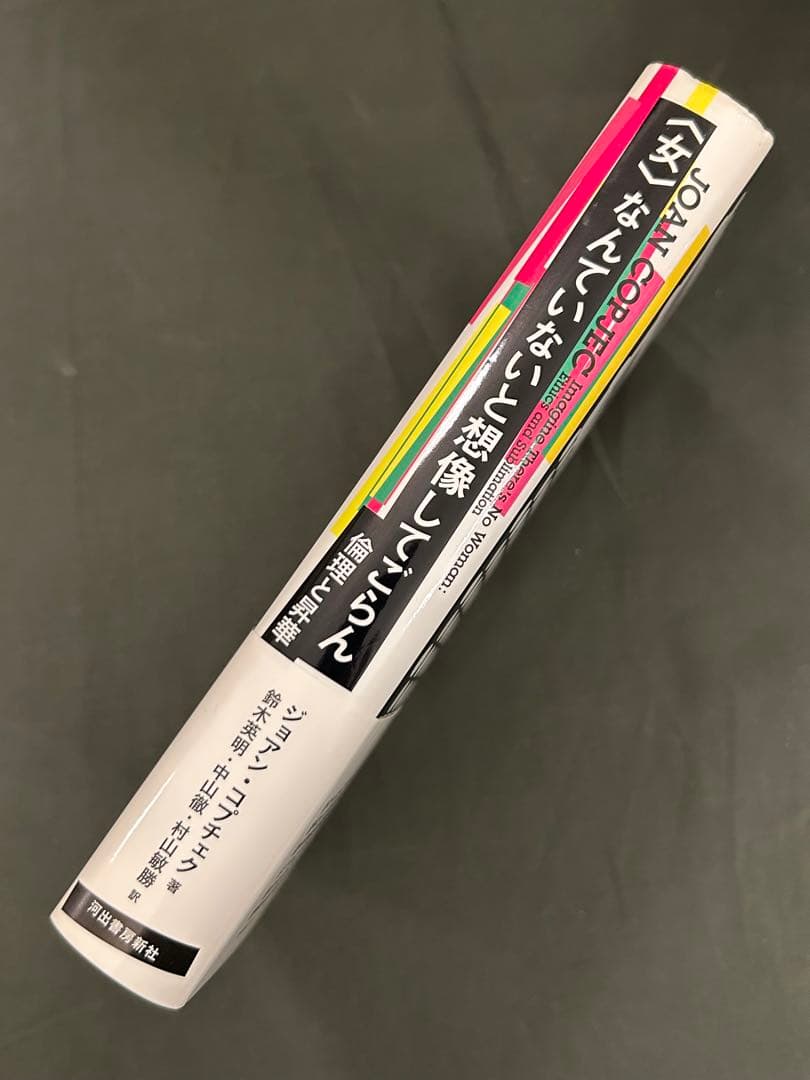 JOAN COPJEC Imagine There's No Woman:
Ethics and Sublimation
〈女〉なんていないと想像してごらん
倫理と昇華
ジョアン・コプチェク 著
鈴木英明・中山徹・村山敏勝 訳
河出書房新社